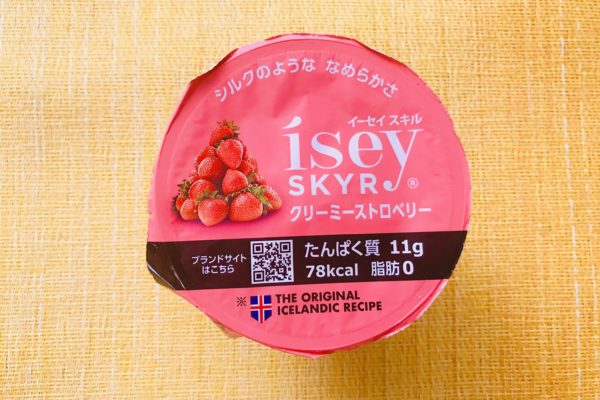 シルクのような なめらかさ
イーセイ スキル
ísey
SKYR®
クリーミーストロベリー
ブランドサイト
はこちら
たんぱく質 11g
78kcal 脂肪0
※ THE ORIGINAL
ICELANDIC RECIPE